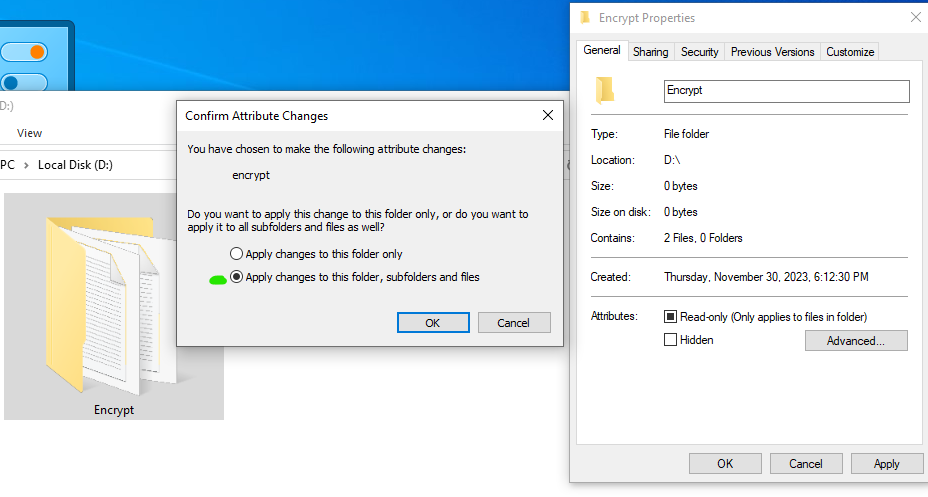 Encrypt Properties
General
Sharing
Security
Previous Versions
Customize
Encrypt
Type: File folder
Location: D:\
Size: 0 bytes
Size on disk: 0 bytes
Contains: 2 Files, 0 Folders
Created: Thursday, November 30, 2023, 6:12:30 PM
Attributes: Read-only (Only applies to files in folder)
Hidden
Advanced...
OK
Cancel
Apply
D:)
View
PC > Local Disk (D:)
Encrypt
Confirm Attribute Changes
You have chosen to make the following attribute changes:
encrypt
Do you want to apply this change to this folder only, or do you want
to apply it to all subfolders and files as well?
Apply changes to this folder only
Apply changes to this folder, subfolders and files
OK
Cancel